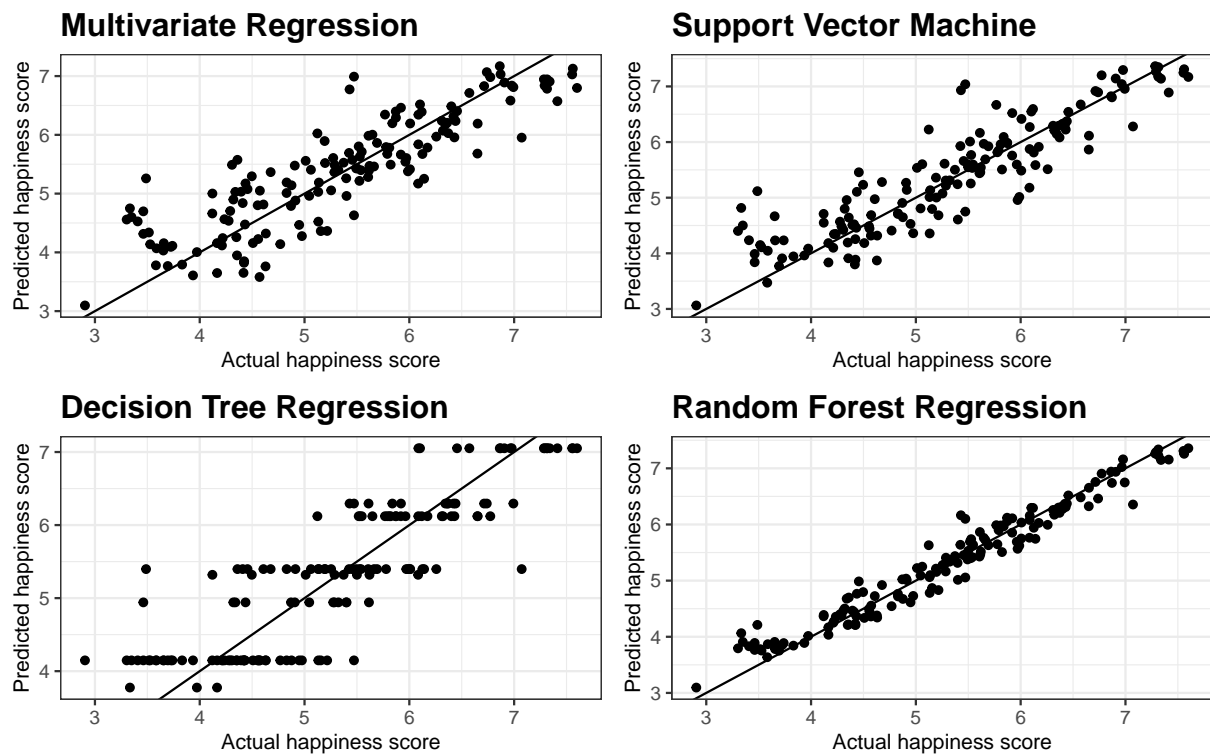 Multivariate Regression
Predicted happiness score
7
6
5
4
3
3 4 5 6 7
Actual happiness score
Support Vector Machine
Predicted happiness score
7
6
5
4
3
3 4 5 6 7
Actual happiness score
Decision Tree Regression
Predicted happiness score
7
6
5
4
3 4 5 6 7
Actual happiness score
Random Forest Regression
Predicted happiness score
7
6
5
4
3
3 4 5 6 7
Actual happiness score